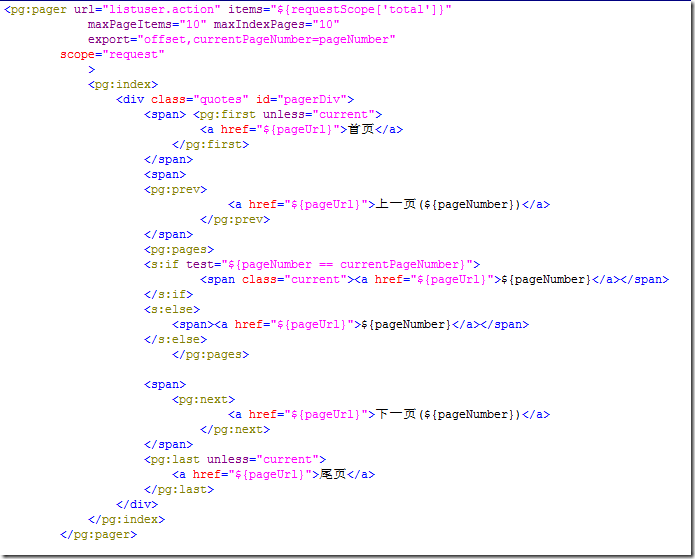 <pg:pager url="listuser.action" items="${requestScope['total']}"
maxPageItems="10" maxIndexPages="10"
export="offset,currentPageNumber=pageNumber"
scope="request"
>
<pg:index>
<div class="quotes" id="pagerDiv">
<span> <pg:first unless="current">
<a href="${pageUrl}">首页</a>
</pg:first>
</span>
<span>
<pg:prev>
<a href="${pageUrl}">上一页(${pageNumber})</a>
</pg:prev>
</span>
<pg:pages>
<s:if test="${pageNumber == currentPageNumber}">
<span class="current"><a href="${pageUrl}">${pageNumber}</a></span>
</s:if>
<s:else>
<span><a href="${pageUrl}">${pageNumber}</a></span>
</s:else>
</pg:pages>
<span>
<pg:next>
<a href="${pageUrl}">下一页(${pageNumber})</a>
</pg:next>
</span>
<pg:last unless="current">
<a href="${pageUrl}">尾页</a>
</pg:last>
</div>
</pg:index>
</pg:pager>